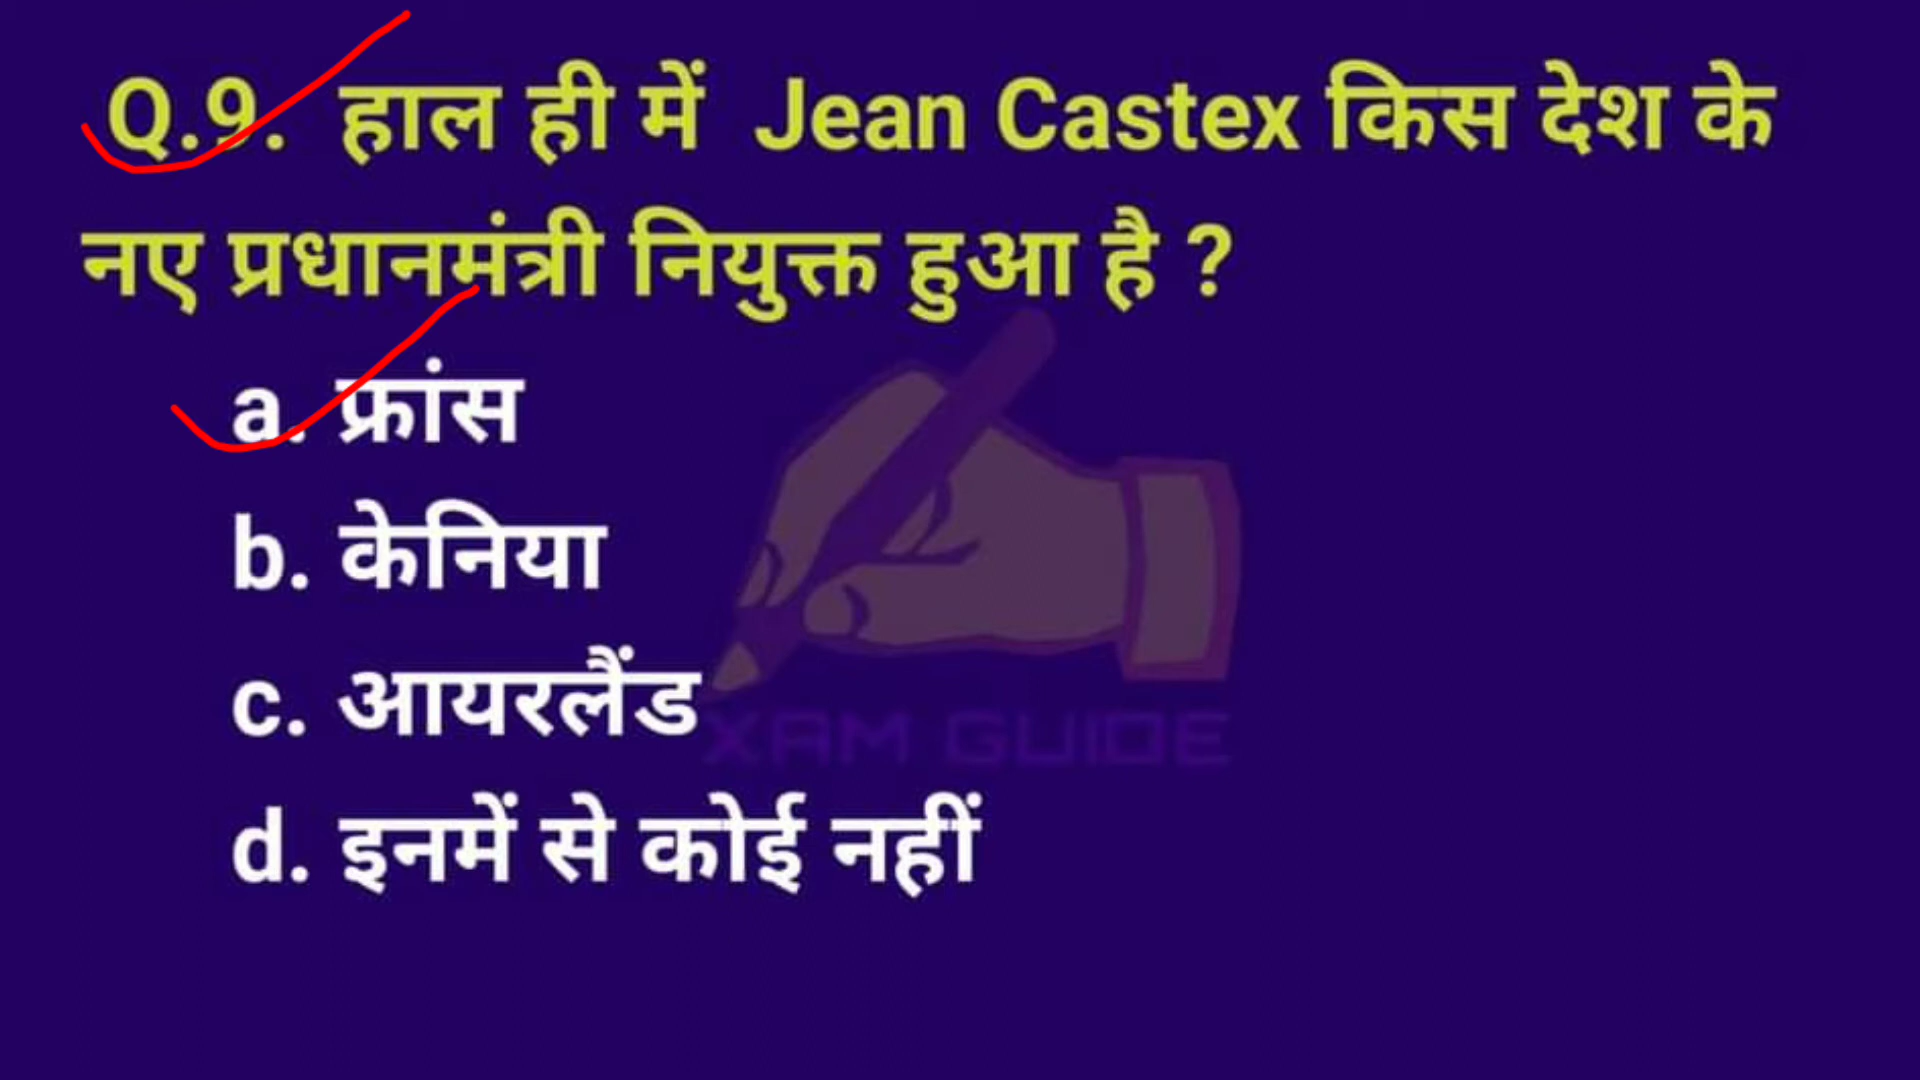 Q.9. हाल ही में Jean Castex किस देश के
नए प्रधानमंत्री नियुक्त हुआ है ?
a. फ्रांस
b. केनिया
c. आयरलैंड
XAM GUIDE
d. इनमें से कोई नहीं